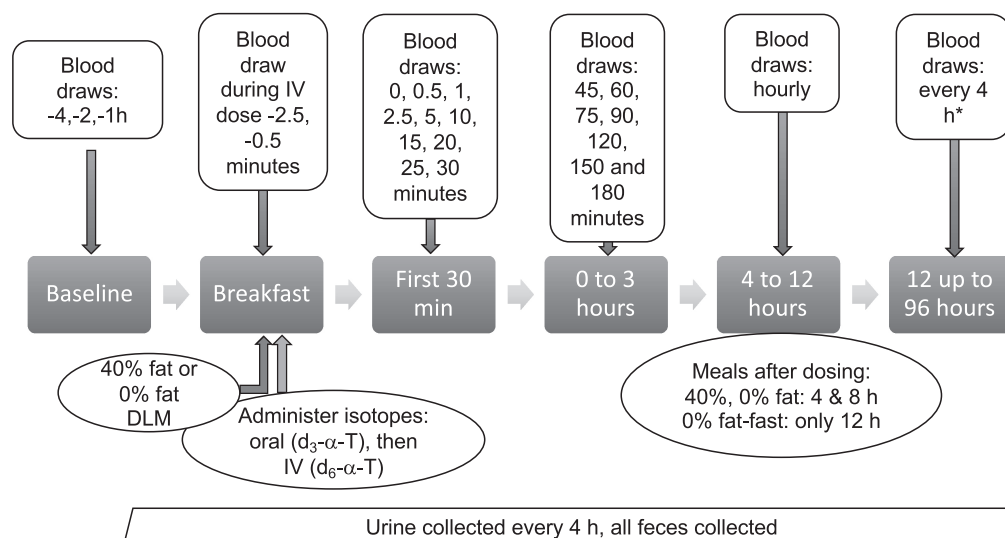 Blood
draws:
-4,-2,-1h
Blood
draw
during IV
dose -2.5,
-0.5
minutes
Blood
draws:
0, 0.5, 1,
2.5, 5, 10,
15, 20,
25, 30
minutes
Blood
draws:
45, 60,
75, 90,
120,
150 and
180
minutes
Blood
draws:
hourly
Blood
draws:
every 4
h*
Baseline
Breakfast
First 30
min
0 to 3
hours
4 to 12
hours
12 up to
96 hours
40% fat or
0% fat
DLM
Administer isotopes:
oral (d₃-α-T), then
IV (d₆-α-T)
Meals after dosing:
40%, 0% fat: 4 & 8 h
0% fat-fast: only 12 h
Urine collected every 4 h, all feces collected